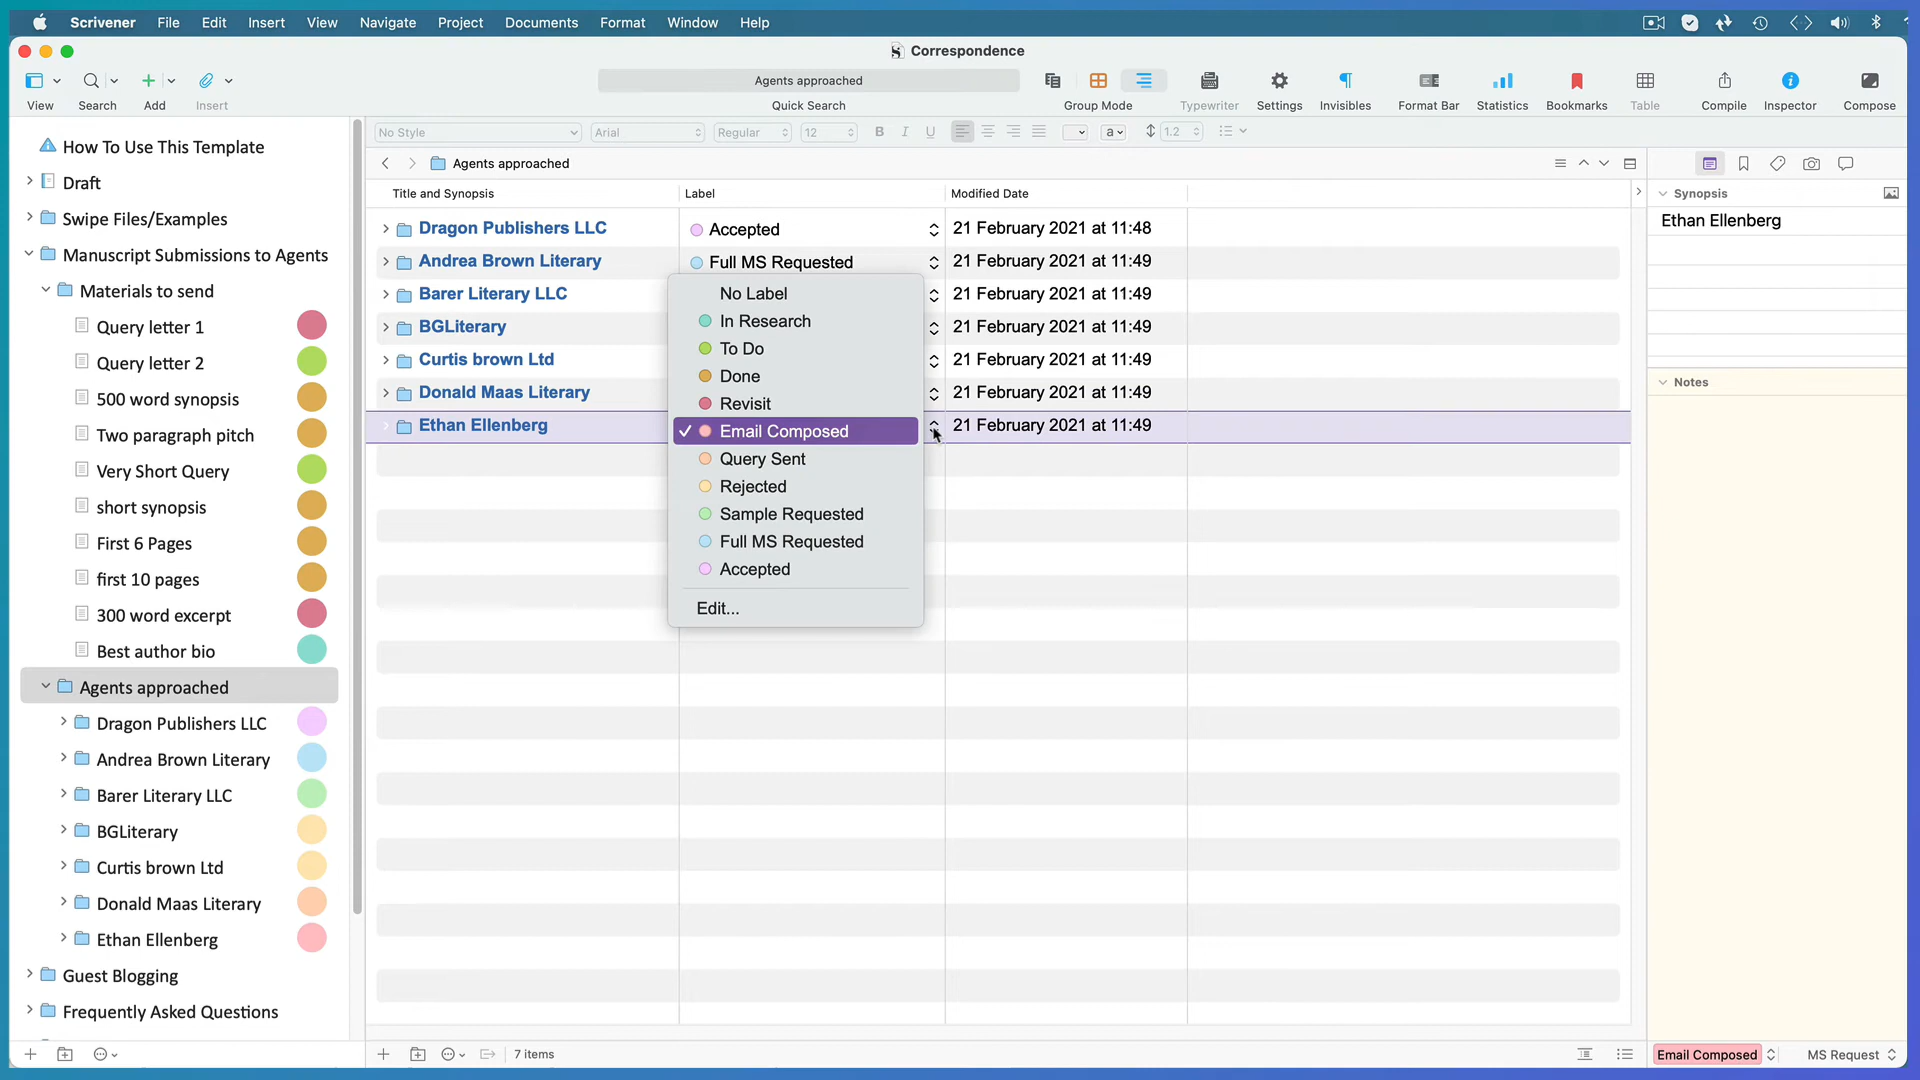 Scrivener File Edit Insert View Navigate Project Documents Format Window Help
Correspondence
Agents approached
View Search Add Insert Quick Search Group Mode Typewriter Settings Invisibles Format Bar Statistics Bookmarks Table Compile Inspector Compose
No Style Arial Regular 12 B I U a 1.2
How To Use This Template
Draft
Swipe Files/Examples
Manuscript Submissions to Agents
Materials to send
Query letter 1
Query letter 2
500 word synopsis
Two paragraph pitch
Very Short Query
short synopsis
First 6 Pages
first 10 pages
300 word excerpt
Best author bio
Agents approached
Dragon Publishers LLC
Andrea Brown Literary
Barer Literary LLC
BGLiterary
Curtis brown Ltd
Donald Maas Literary
Ethan Ellenberg
Guest Blogging
Frequently Asked Questions
Agents approached
Title and Synopsis Label Modified Date
Dragon Publishers LLC Accepted 21 February 2021 at 11:48
Andrea Brown Literary Full MS Requested 21 February 2021 at 11:49
Barer Literary LLC 21 February 2021 at 11:49
BGLiterary 21 February 2021 at 11:49
Curtis brown Ltd 21 February 2021 at 11:49
Donald Maas Literary 21 February 2021 at 11:49
Ethan Ellenberg 21 February 2021 at 11:49
No Label
In Research
To Do
Done
Revisit
Email Composed
Query Sent
Rejected
Sample Requested
Full MS Requested
Accepted
Edit...
7 items
Synopsis
Ethan Ellenberg
Notes
Email Composed MS Request